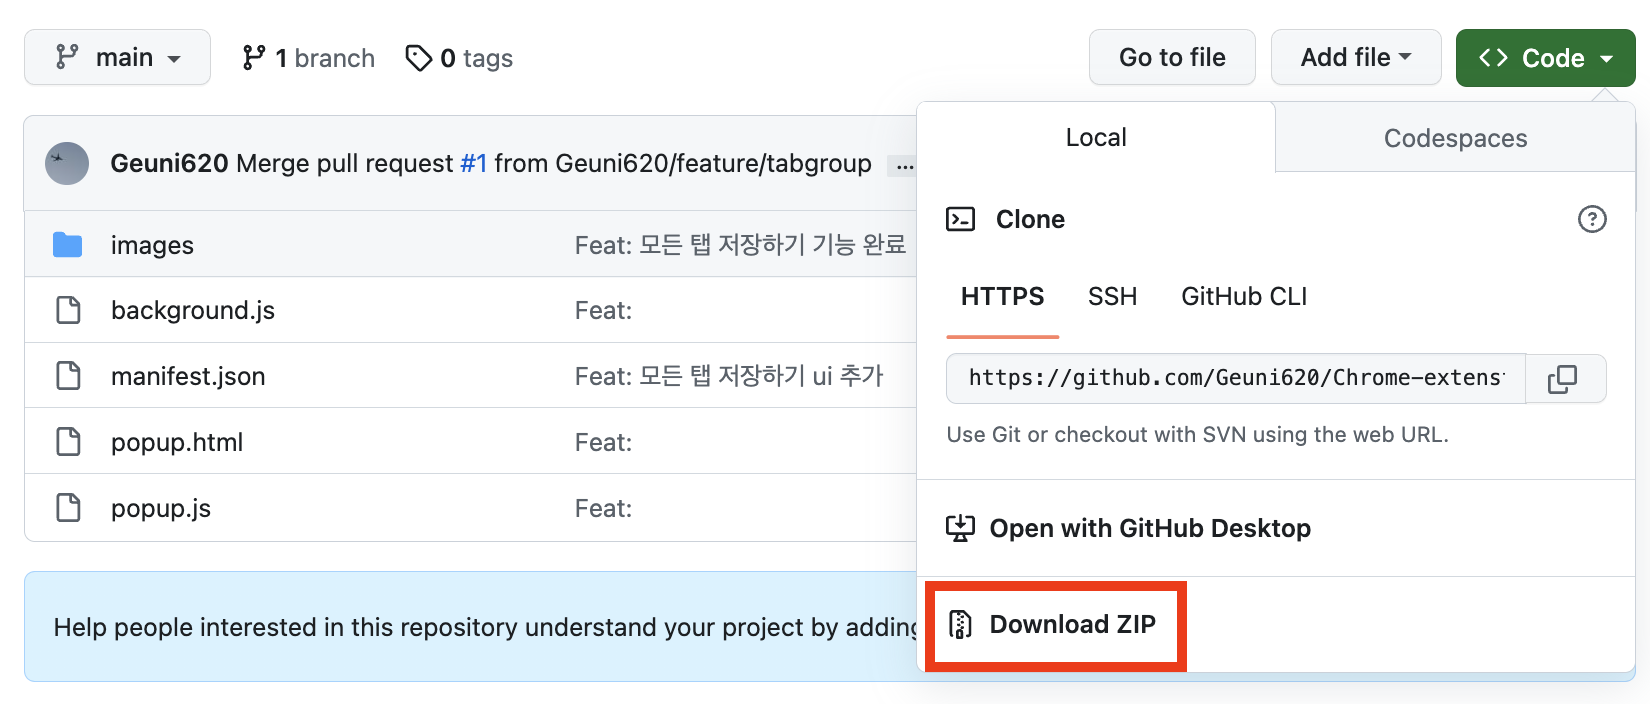 main
1 branch
0 tags
Go to file
Add file
Code
Geuni620 Merge pull request #1 from Geuni620/feature/tabgroup ...
images Feat: 모든 탭 저장하기 기능 완료
background.js Feat:
manifest.json Feat: 모든 탭 저장하기 ui 추가
popup.html Feat:
popup.js Feat:
Help people interested in this repository understand your project by adding
Local
Codespaces
Clone
HTTPS SSH GitHub CLI
https://github.com/Geuni620/Chrome-extens
Use Git or checkout with SVN using the web URL.
Open with GitHub Desktop
Download ZIP